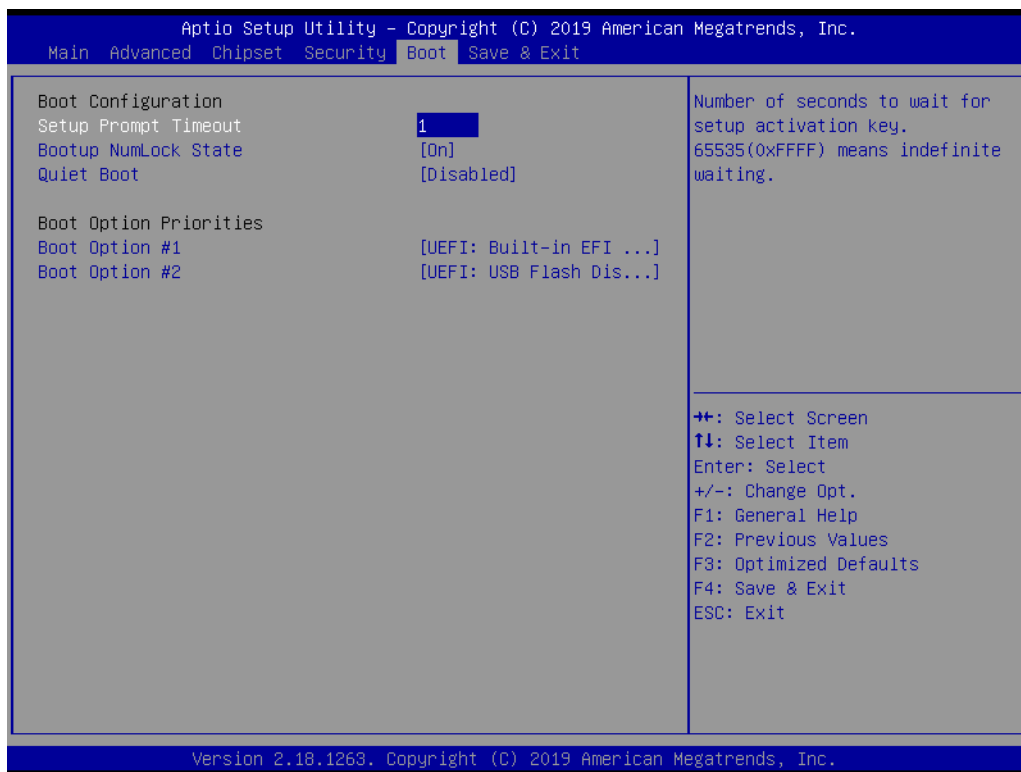 Aptio Setup Utility – Copyright (C) 2019 American Megatrends, Inc.
Main Advanced Chipset Security Boot Save & Exit
Boot Configuration
Setup Prompt Timeout 1
Bootup NumLock State [On]
Quiet Boot [Disabled]
Boot Option Priorities
Boot Option #1 [UEFI: Built-in EFI ...]
Boot Option #2 [UEFI: USB Flash Dis...]
Number of seconds to wait for
setup activation key.
65535(0xFFFF) means indefinite
waiting.
→←: Select Screen
↑↓: Select Item
Enter: Select
+/-: Change Opt.
F1: General Help
F2: Previous Values
F3: Optimized Defaults
F4: Save & Exit
ESC: Exit
Version 2.18.1263. Copyright (C) 2019 American Megatrends, Inc.